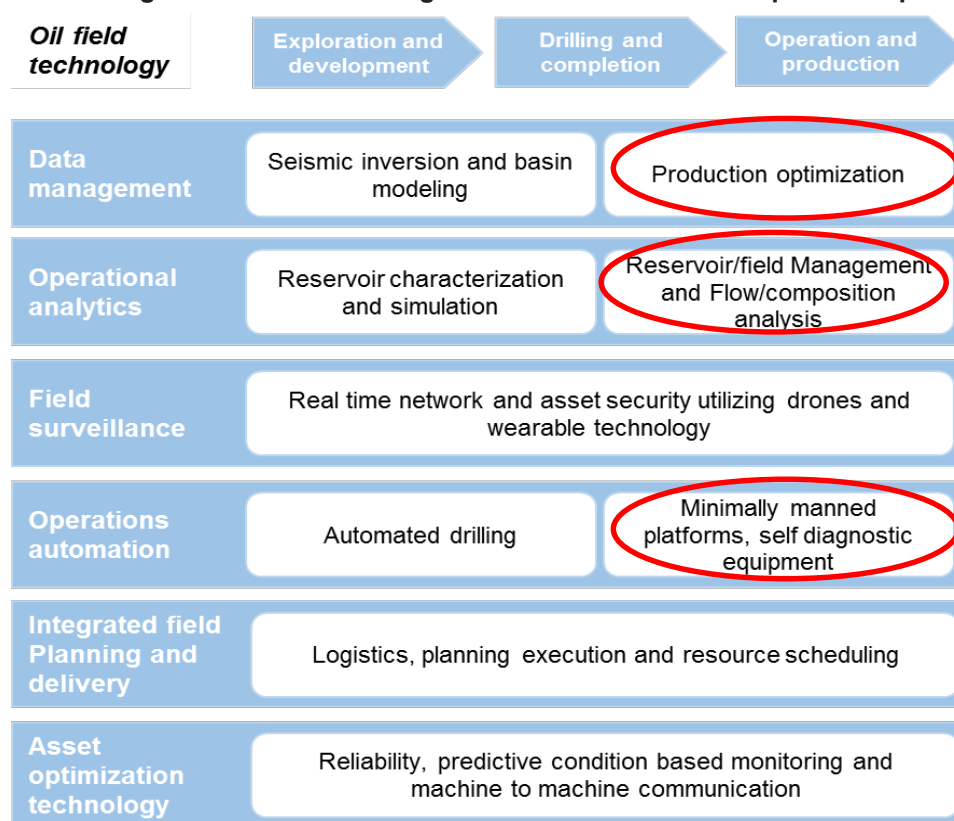 Oil field
technology
Exploration and
development
Drilling and
completion
Operation and
production
Data
management
Seismic inversion and basin
modeling
Production optimization
Operational
analytics
Reservoir characterization
and simulation
Reservoir/field Management
and Flow/composition
analysis
Field
surveillance
Real time network and asset security utilizing drones and
wearable technology
Operations
automation
Automated drilling
Minimally manned
platforms, self diagnostic
equipment
Integrated field
Planning and
delivery
Logistics, planning execution and resource scheduling
Asset
optimization
technology
Reliability, predictive condition based monitoring and
machine to machine communication